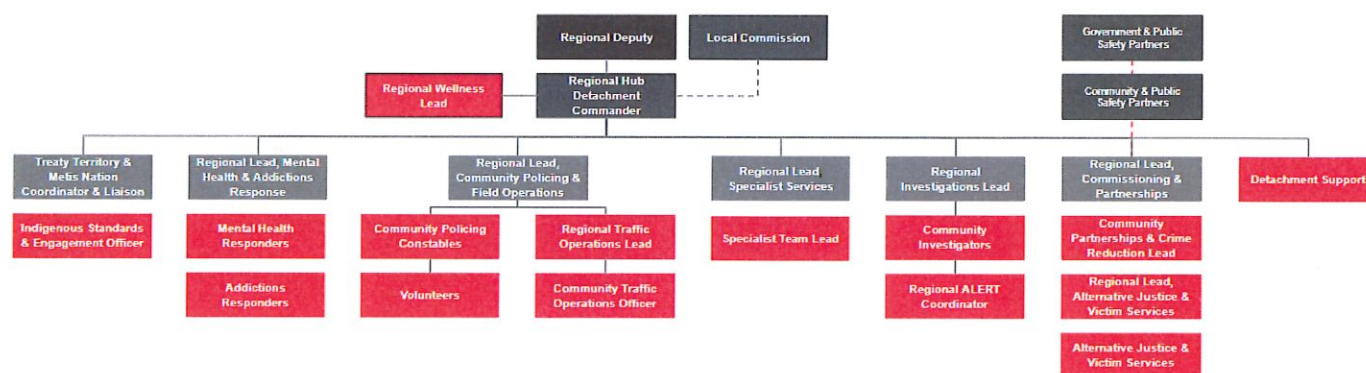 Regional Deputy
Local Commission
Government & Public
Safety Partners
Regional Wellness
Lead
Regional Hub
Detachment
Commander
Community & Public
Safety Partners
Treaty Territory &
Metis Nation
Coordinator & Liaison
Regional Lead, Mental
Health & Addictions
Response
Regional Lead,
Community Policing &
Field Operations
Regional Lead
Specialist Services
Regional
Investigations Lead
Regional Lead,
Commissioning &
Partnerships
Detachment Support
Indigenous Standards
& Engagement Officer
Mental Health
Responders
Community Policing
Constables
Regional Traffic
Operations Lead
Specialist Team Lead
Community
Investigators
Community
Partnerships & Crime
Reduction Lead
Addictions
Responders
Volunteers
Community Traffic
Operations Officer
Regional ALERT
Coordinator
Regional Lead,
Alternative Justice &
Victim Services
Alternative Justice &
Victim Services